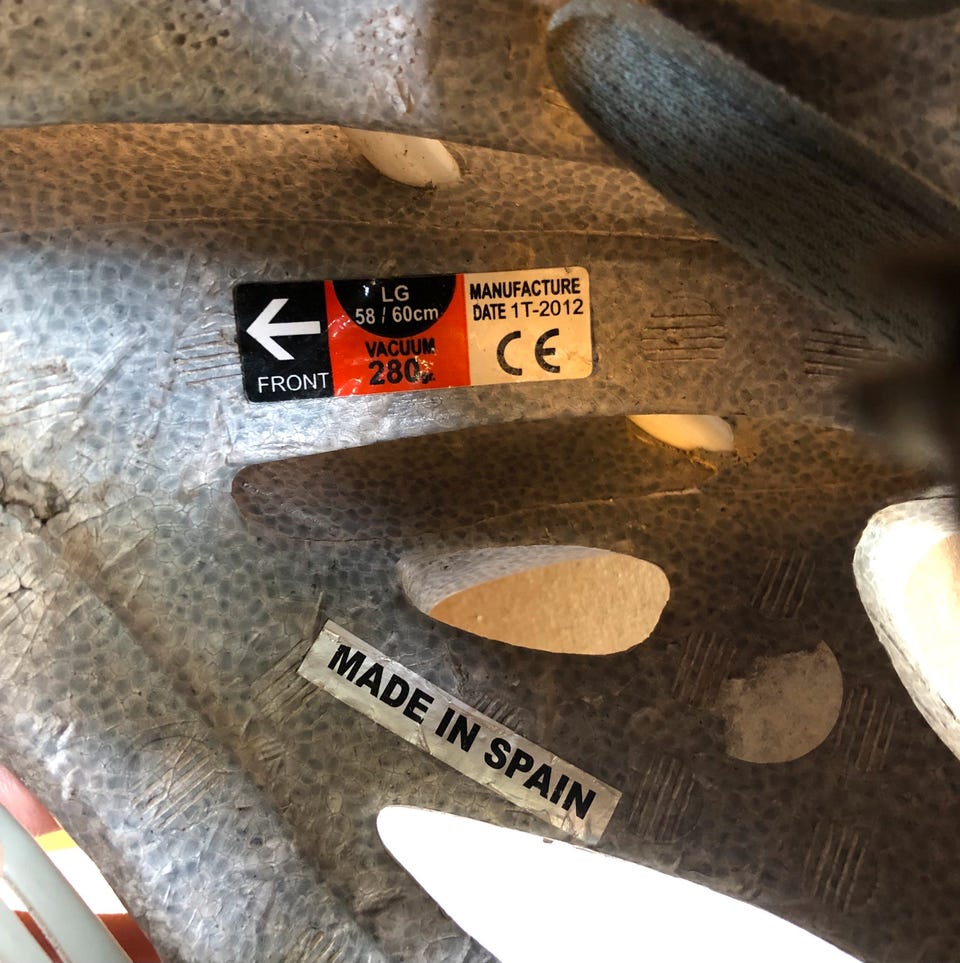 FRONT
LG
58 / 60cm
VACUUM
280
MANUFACTURE
DATE 1T-2012
CE
MADE IN SPAIN